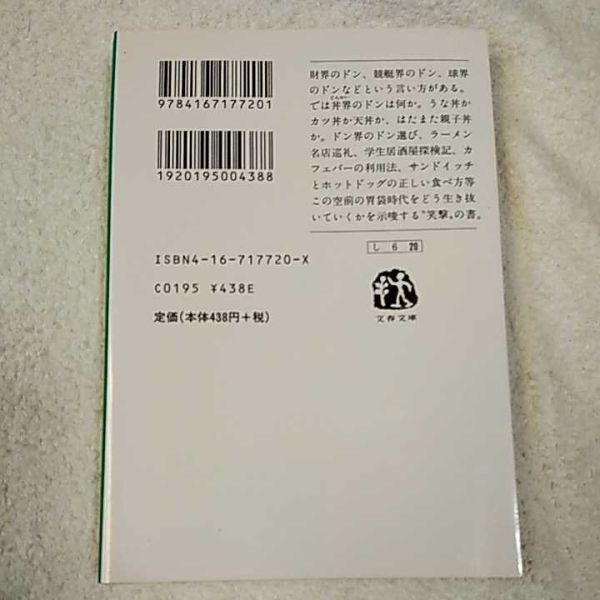 9784167177201
1920195004388
財界のドン、競艇界のドン、球界
のドンなどという言い方がある。
では丼界のドンは何か。うな丼か
どんかい
カツ丼か天丼か、はたまた親子丼
か。ドン界のドン選び、ラーメン
名店巡礼、学生居酒屋探検記、カ
フェバーの利用法、サンドイッチ
とホットドッグの正しい食べ方等
この空前の胃袋時代をどう生き抜
いていくかを示唆する〝笑撃〟の書。
し 6 20
文春文庫
ISBN4-16-717720-X
C0195 ¥438E
定価(本体438円+税)